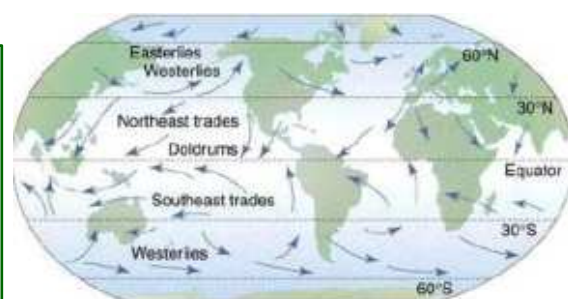 Easterlies
60°N
Westerlies
30°N
Northeast trades
Doldrums
Equator
Southeast trades
30°S
Westerlies
60°S